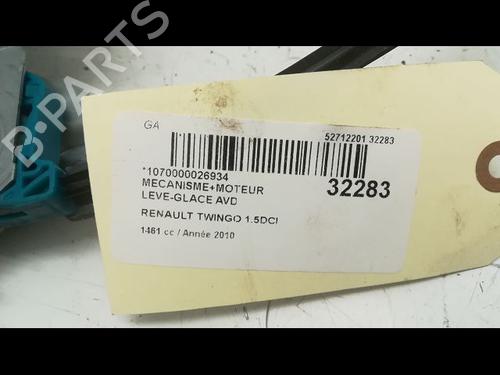 B-PARTS
GA
52712201 32283
*1070000026934
MECANISME+MOTEUR
LEVE-GLACE AVD
32283
RENAULT TWINGO 1.5DCI
1461 cc / Année 2010